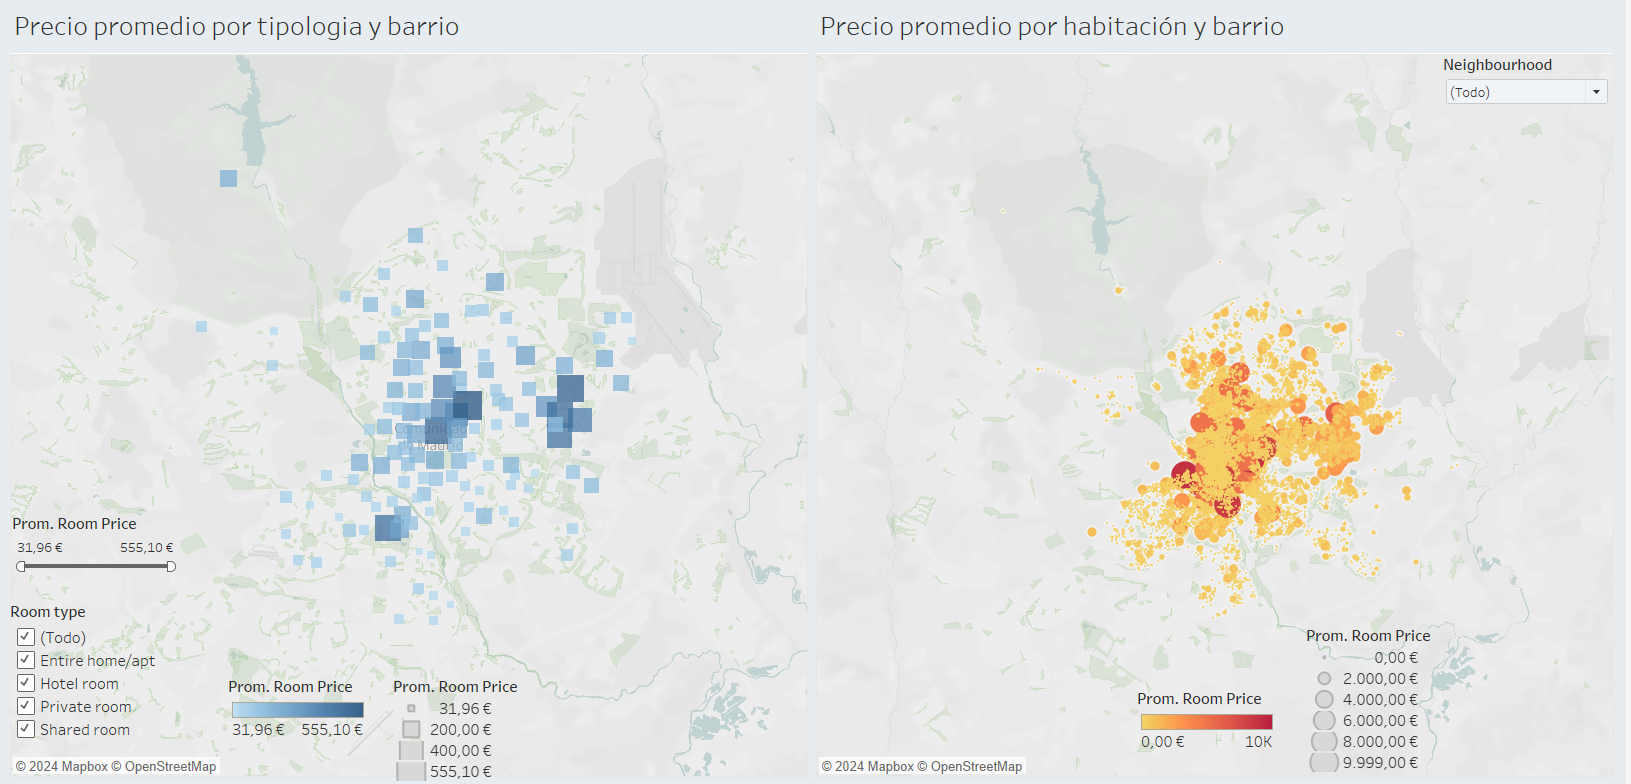 Precio promedio por tipologia y barrio
Precio promedio por habitación y barrio
Neighbourhood
(Todo)
Comunidad
de Madrid
Prom. Room Price
31,96 € 555,10 €
Room type
(Todo)
Entire home/apt
Hotel room
Private room
Shared room
Prom. Room Price
31,96 € 555,10 €
Prom. Room Price
31,96 €
200,00 €
400,00 €
555,10 €
© 2024 Mapbox © OpenStreetMap
Prom. Room Price
0,00 € 10K
Prom. Room Price
0,00 €
2.000,00 €
4.000,00 €
6.000,00 €
8.000,00 €
9.999,00 €
© 2024 Mapbox © OpenStreetMap